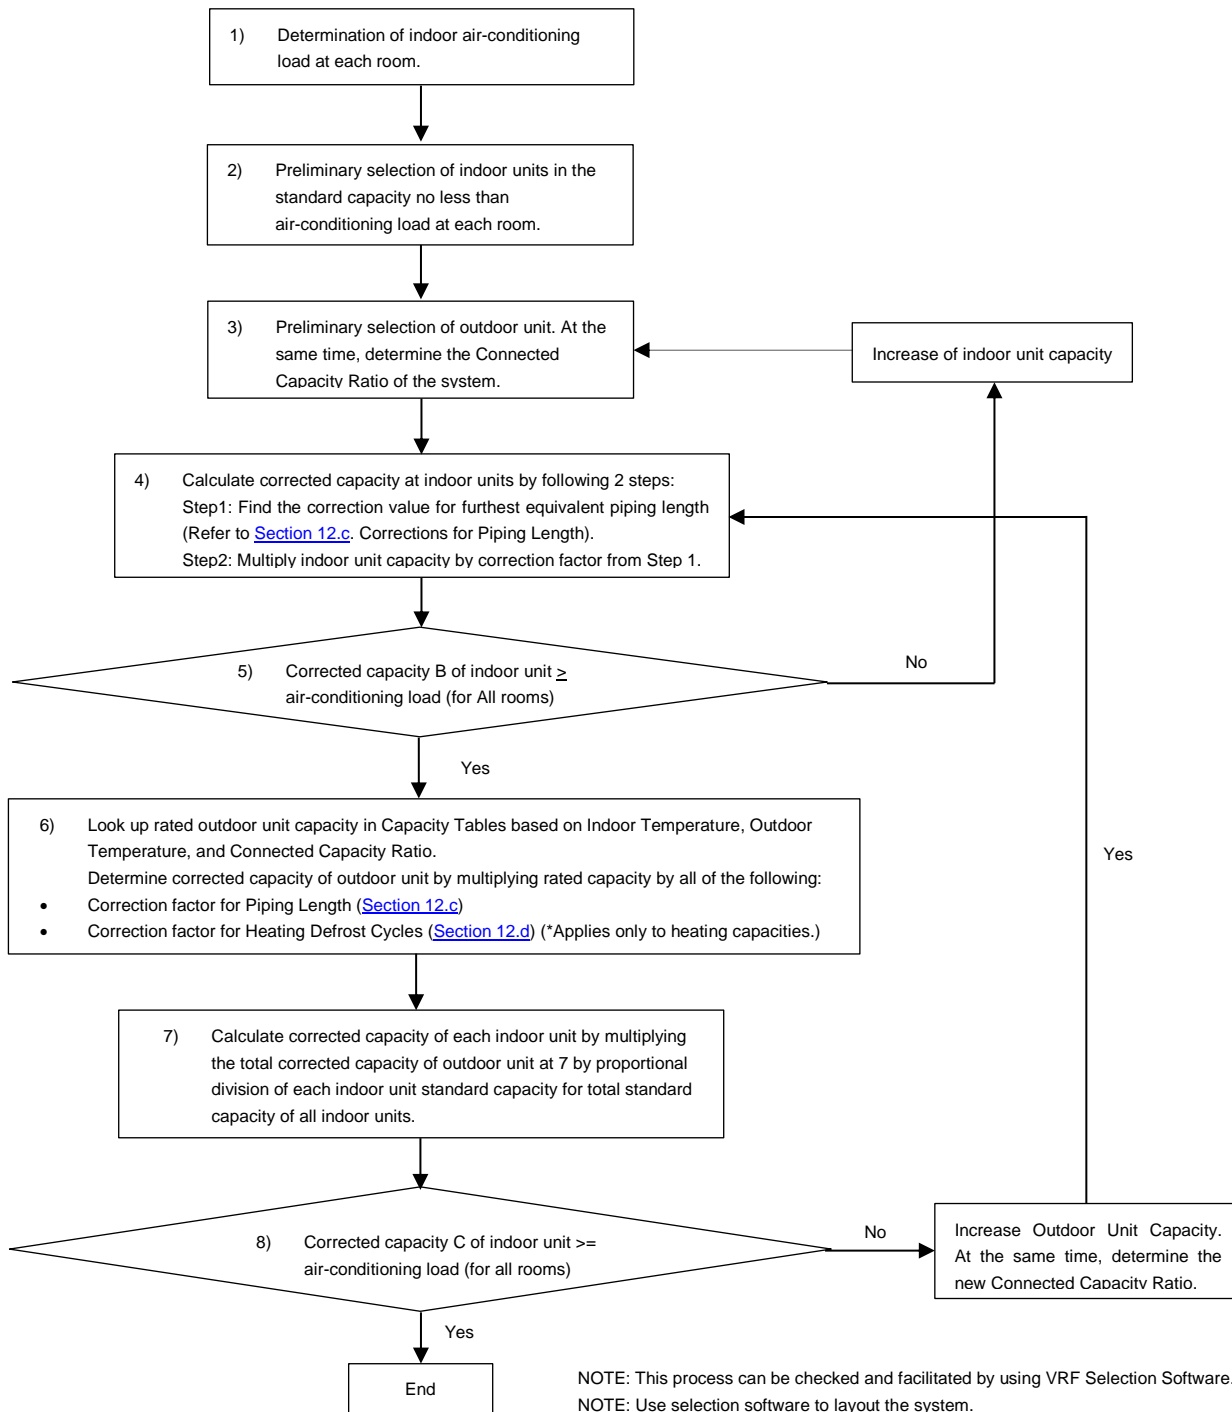 1) Determination of indoor air-conditioning
load at each room.
2) Preliminary selection of indoor units in the
standard capacity no less than
air-conditioning load at each room.
3) Preliminary selection of outdoor unit. At the
same time, determine the Connected
Capacity Ratio of the system.
Increase of indoor unit capacity
4) Calculate corrected capacity at indoor units by following 2 steps:
Step1: Find the correction value for furthest equivalent piping length
(Refer to Section 12.c. Corrections for Piping Length).
Step2: Multiply indoor unit capacity by correction factor from Step 1.
5) Corrected capacity B of indoor unit ≥
air-conditioning load (for All rooms)
No
Yes
6) Look up rated outdoor unit capacity in Capacity Tables based on Indoor Temperature, Outdoor
Temperature, and Connected Capacity Ratio.
Determine corrected capacity of outdoor unit by multiplying rated capacity by all of the following:
• Correction factor for Piping Length (Section 12.c)
• Correction factor for Heating Defrost Cycles (Section 12.d) (*Applies only to heating capacities.)
Yes
7) Calculate corrected capacity of each indoor unit by multiplying
the total corrected capacity of outdoor unit at 7 by proportional
division of each indoor unit standard capacity for total standard
capacity of all indoor units.
8) Corrected capacity C of indoor unit >=
air-conditioning load (for all rooms)
No
Increase Outdoor Unit Capacity.
At the same time, determine the
new Connected Capacity Ratio.
Yes
End
NOTE: This process can be checked and facilitated by using VRF Selection Software.
NOTE: Use selection software to layout the system.